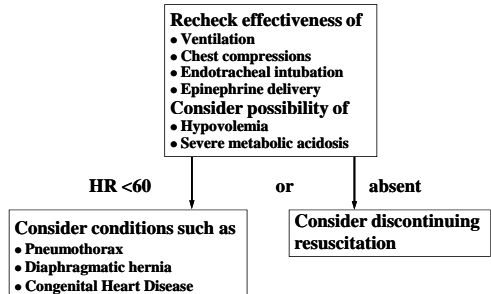 Recheck effectiveness of
• Ventilation
• Chest compressions
• Endotracheal intubation
• Epinephrine delivery
Consider possibility of
• Hypovolemia
• Severe metabolic acidosis
HR <60 or absent
Consider conditions such as
• Pneumothorax
• Diaphragmatic hernia
• Congenital Heart Disease
Consider discontinuing
resuscitation